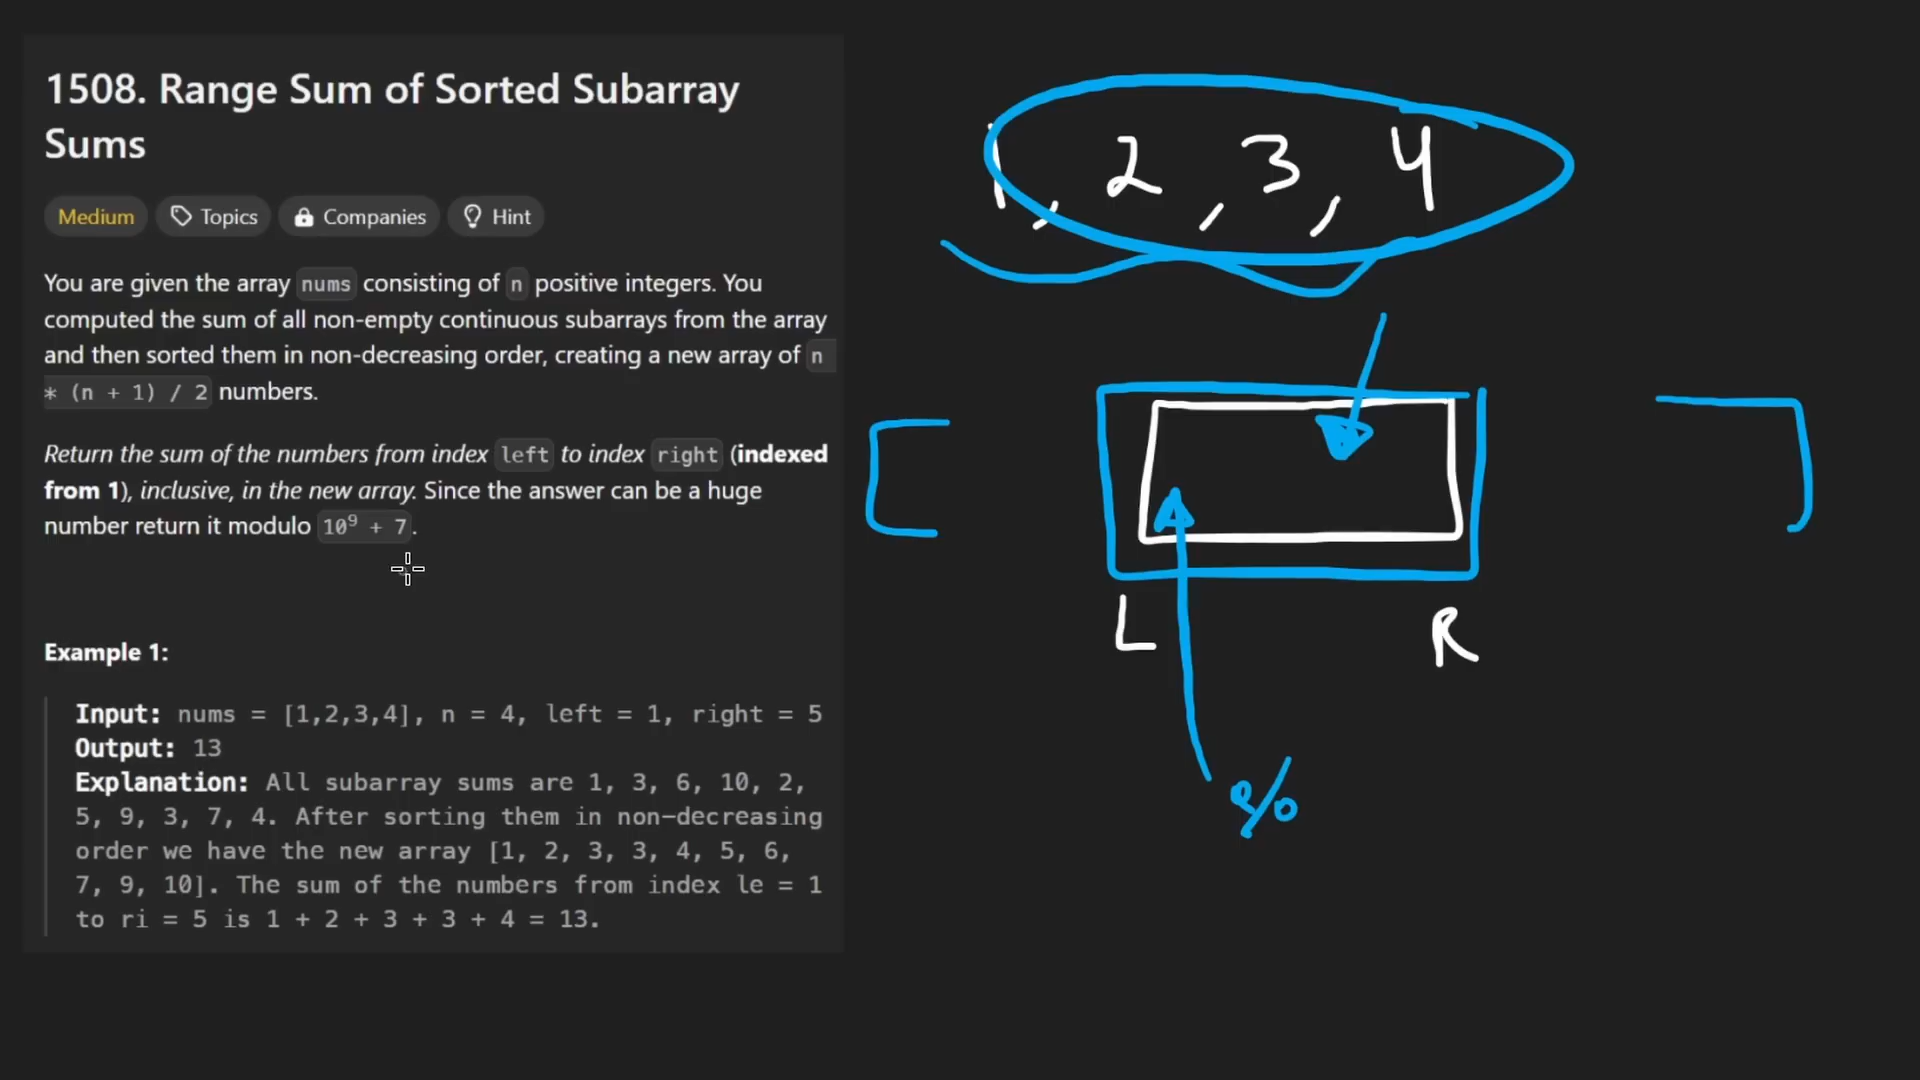 1508. Range Sum of Sorted Subarray
Sums
Medium Topics Companies Hint
You are given the array nums consisting of n positive integers. You
computed the sum of all non-empty continuous subarrays from the array
and then sorted them in non-decreasing order, creating a new array of n
* (n + 1) / 2 numbers.
Return the sum of the numbers from index left to index right (indexed
from 1), inclusive, in the new array. Since the answer can be a huge
number return it modulo 10⁹ + 7.
Example 1:
Input: nums = [1,2,3,4], n = 4, left = 1, right = 5
Output: 13
Explanation: All subarray sums are 1, 3, 6, 10, 2,
5, 9, 3, 7, 4. After sorting them in non-decreasing
order we have the new array [1, 2, 3, 3, 4, 5, 6,
7, 9, 10]. The sum of the numbers from index le = 1
to ri = 5 is 1 + 2 + 3 + 3 + 4 = 13.
1, 2, 3, 4
[ ]
L R
%